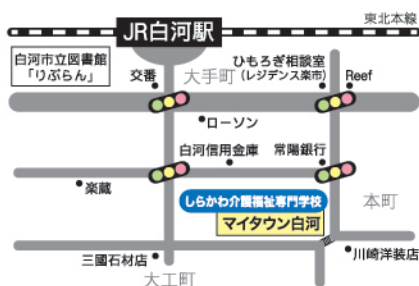 東北本線
JR白河駅
白河市立図書館
「りぶらん」
交番
大手町
ひもろぎ相談室
(レジデンス楽市)
Reef
ローソン
白河信用金庫
常陽銀行
楽蔵
しらかわ介護福祉専門学校
マイタウン白河
本町
三國石材店
川崎洋装店
大工町